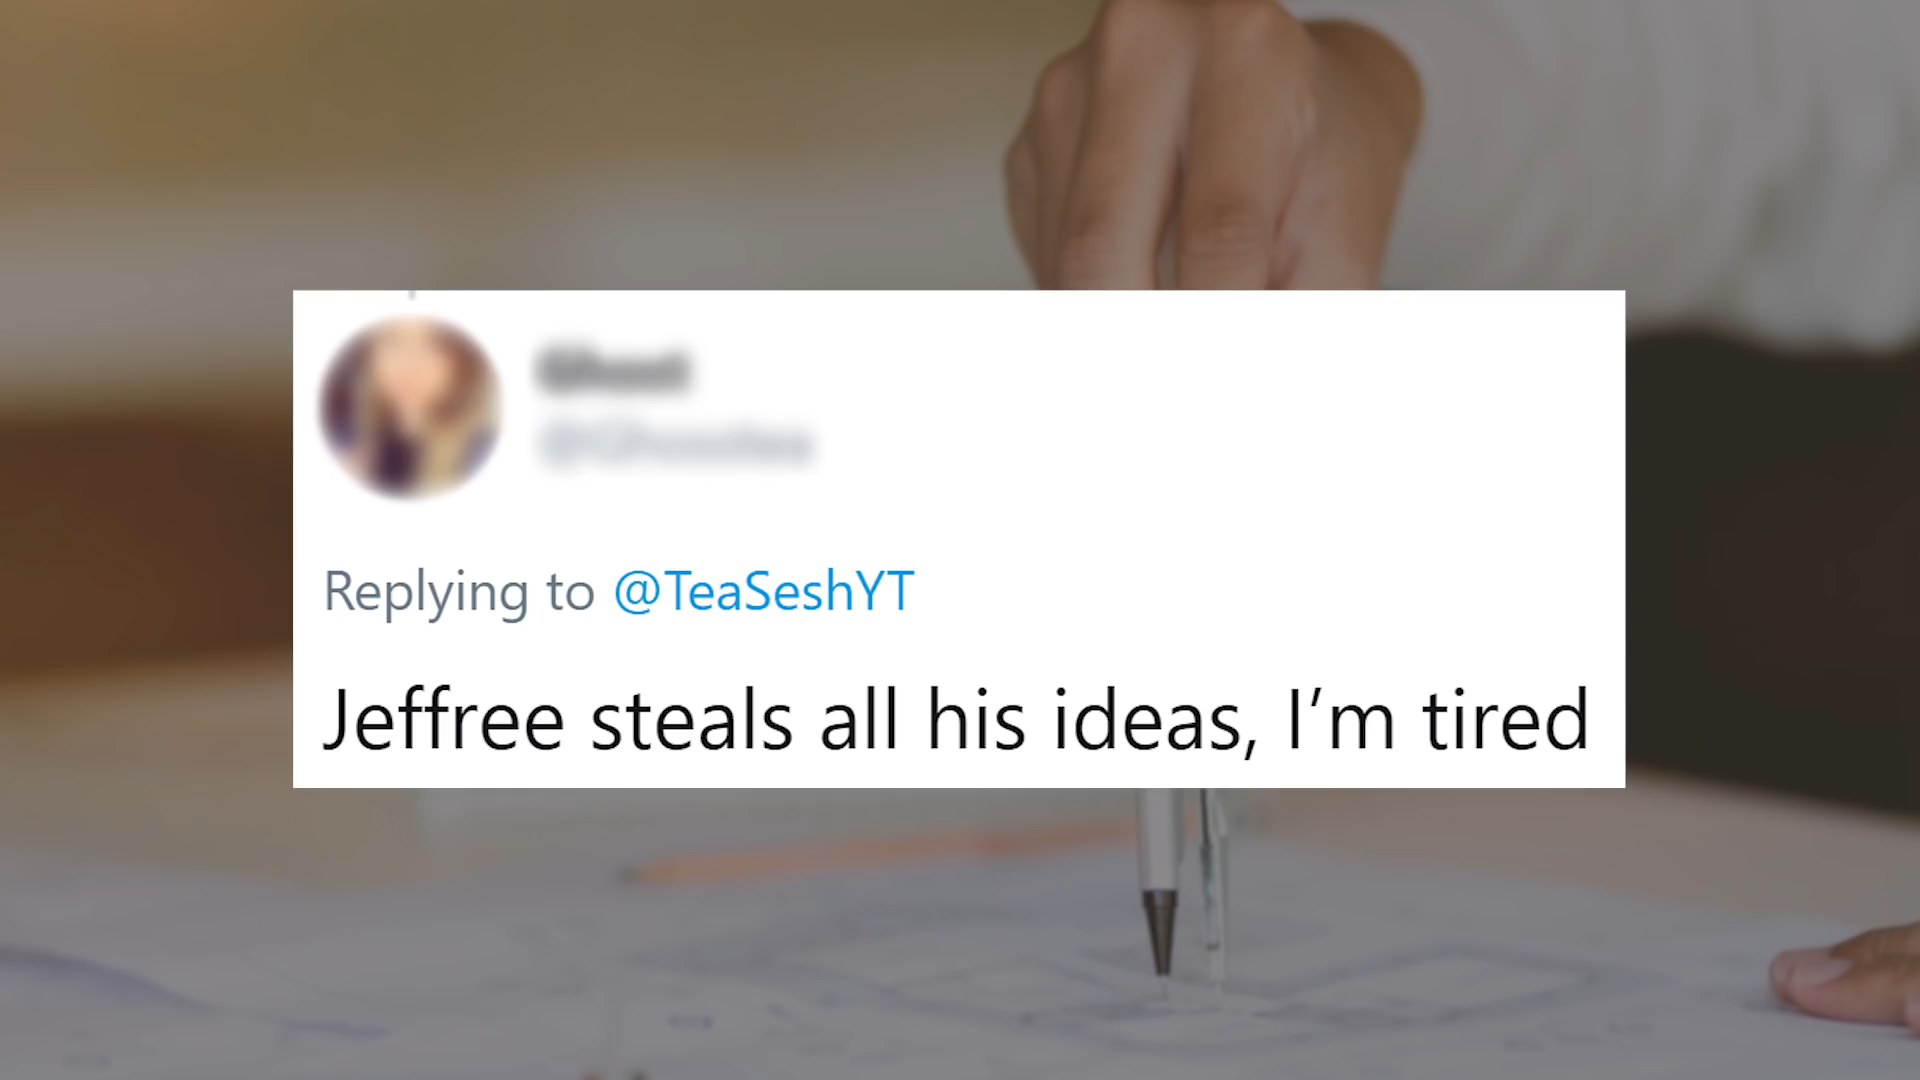 Replying to @TeaSeshYT
Jeffree steals all his ideas, I’m tired